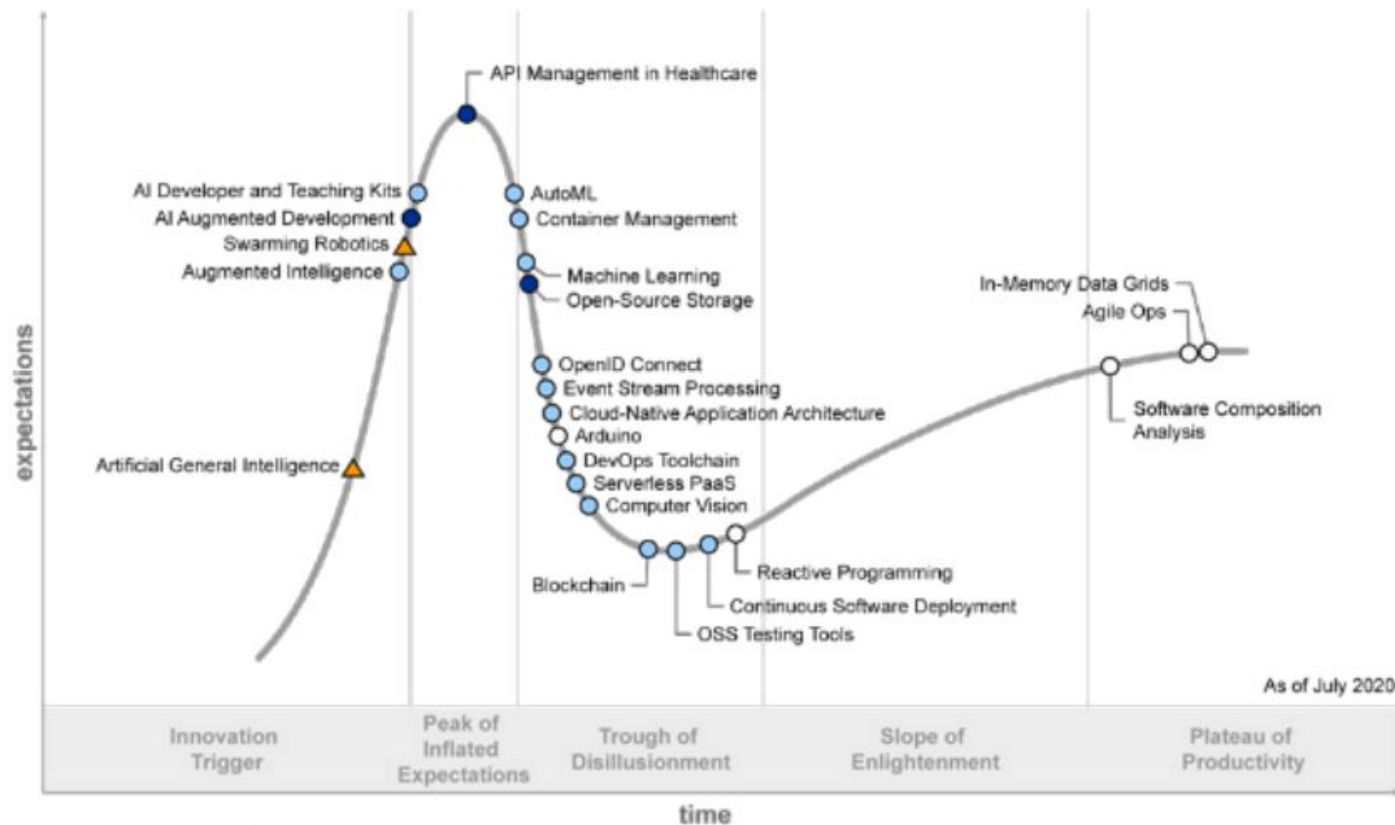 API Management in Healthcare
AI Developer and Teaching Kits
AI Augmented Development
Swarming Robotics
Augmented Intelligence
Artificial General Intelligence
AutoML
Container Management
Machine Learning
Open-Source Storage
OpenID Connect
Event Stream Processing
Cloud-Native Application Architecture
Arduino
DevOps Toolchain
Serverless PaaS
Computer Vision
Blockchain
Reactive Programming
Continuous Software Deployment
OSS Testing Tools
In-Memory Data Grids
Agile Ops
Software Composition
Analysis
expectations
As of July 2020
Innovation
Trigger
Peak of
Inflated
Expectations
Trough of
Disillusionment
Slope of
Enlightenment
Plateau of
Productivity
time